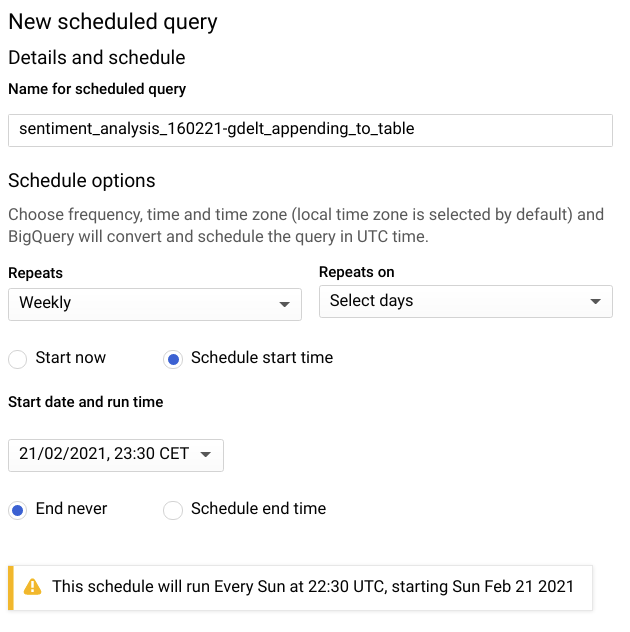 New scheduled query
Details and schedule
Name for scheduled query
sentiment_analysis_160221-gdelt_appending_to_table
Schedule options
Choose frequency, time and time zone (local time zone is selected by default) and
BigQuery will convert and schedule the query in UTC time.
Repeats
Repeats on
Weekly
Select days
Start now
Schedule start time
Start date and run time
21/02/2021, 23:30 CET
End never
Schedule end time
This schedule will run Every Sun at 22:30 UTC, starting Sun Feb 21 2021